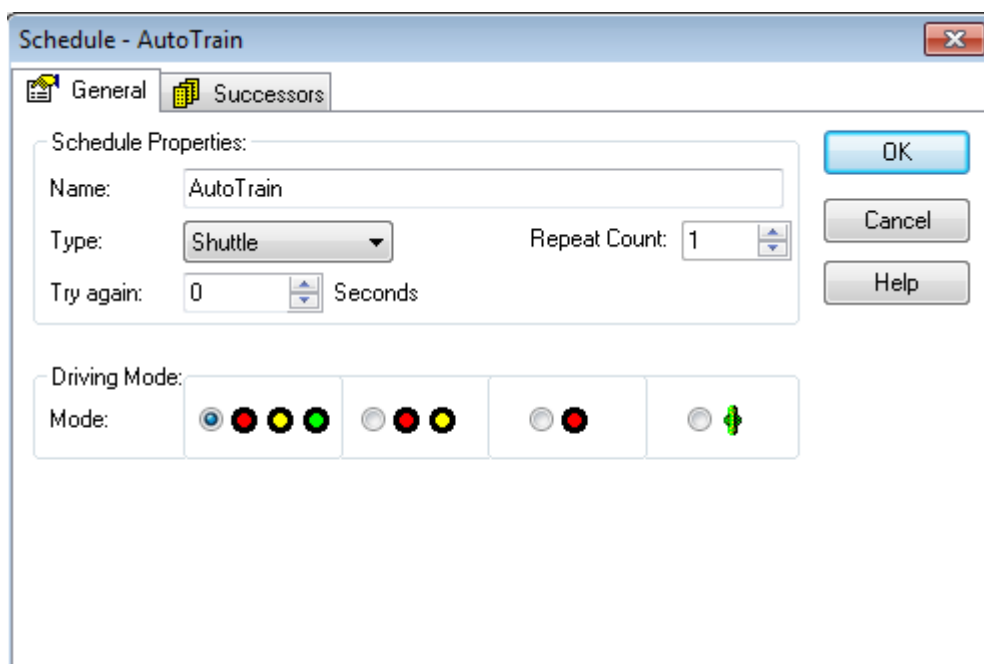 Schedule - AutoTrain
General Successors
Schedule Properties:
OK
Name: AutoTrain
Type: Shuttle Repeat Count: 1
Cancel
Try again: 0 Seconds
Help
Driving Mode:
Mode: